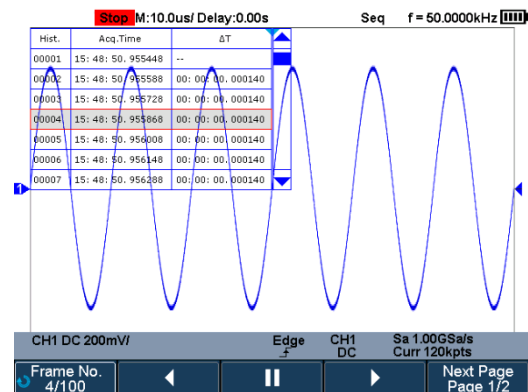 Stop M:10.0us/ Delay:0.00s Seq f = 50.0000kHz
Hist. Acq.Time ΔT
00001 15: 48: 50. 955448 --
00002 15: 48: 50. 955588 00: 00: 00. 000140
00003 15: 48: 50. 955728 00: 00: 00. 000140
00004 15: 48: 50. 955868 00: 00: 00. 000140
00005 15: 48: 50. 956008 00: 00: 00. 000140
00006 15: 48: 50. 956148 00: 00: 00. 000140
00007 15: 48: 50. 956288 00: 00: 00. 000140
1
CH1 DC 200mV/ Edge CH1 Sa 1.00GSa/s
DC Curr 120kpts
Frame No. Next Page
4/100 Page 1/2